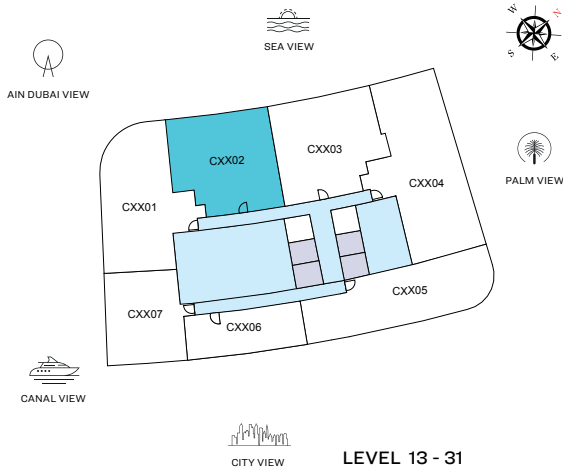 SEA VIEW
W
N
S
E
AIN DUBAI VIEW
PALM VIEW
CXX02
CXX03
CXX04
CXX01
CXX05
CXX07
CXX06
CANAL VIEW
CITY VIEW
LEVEL 13 - 31